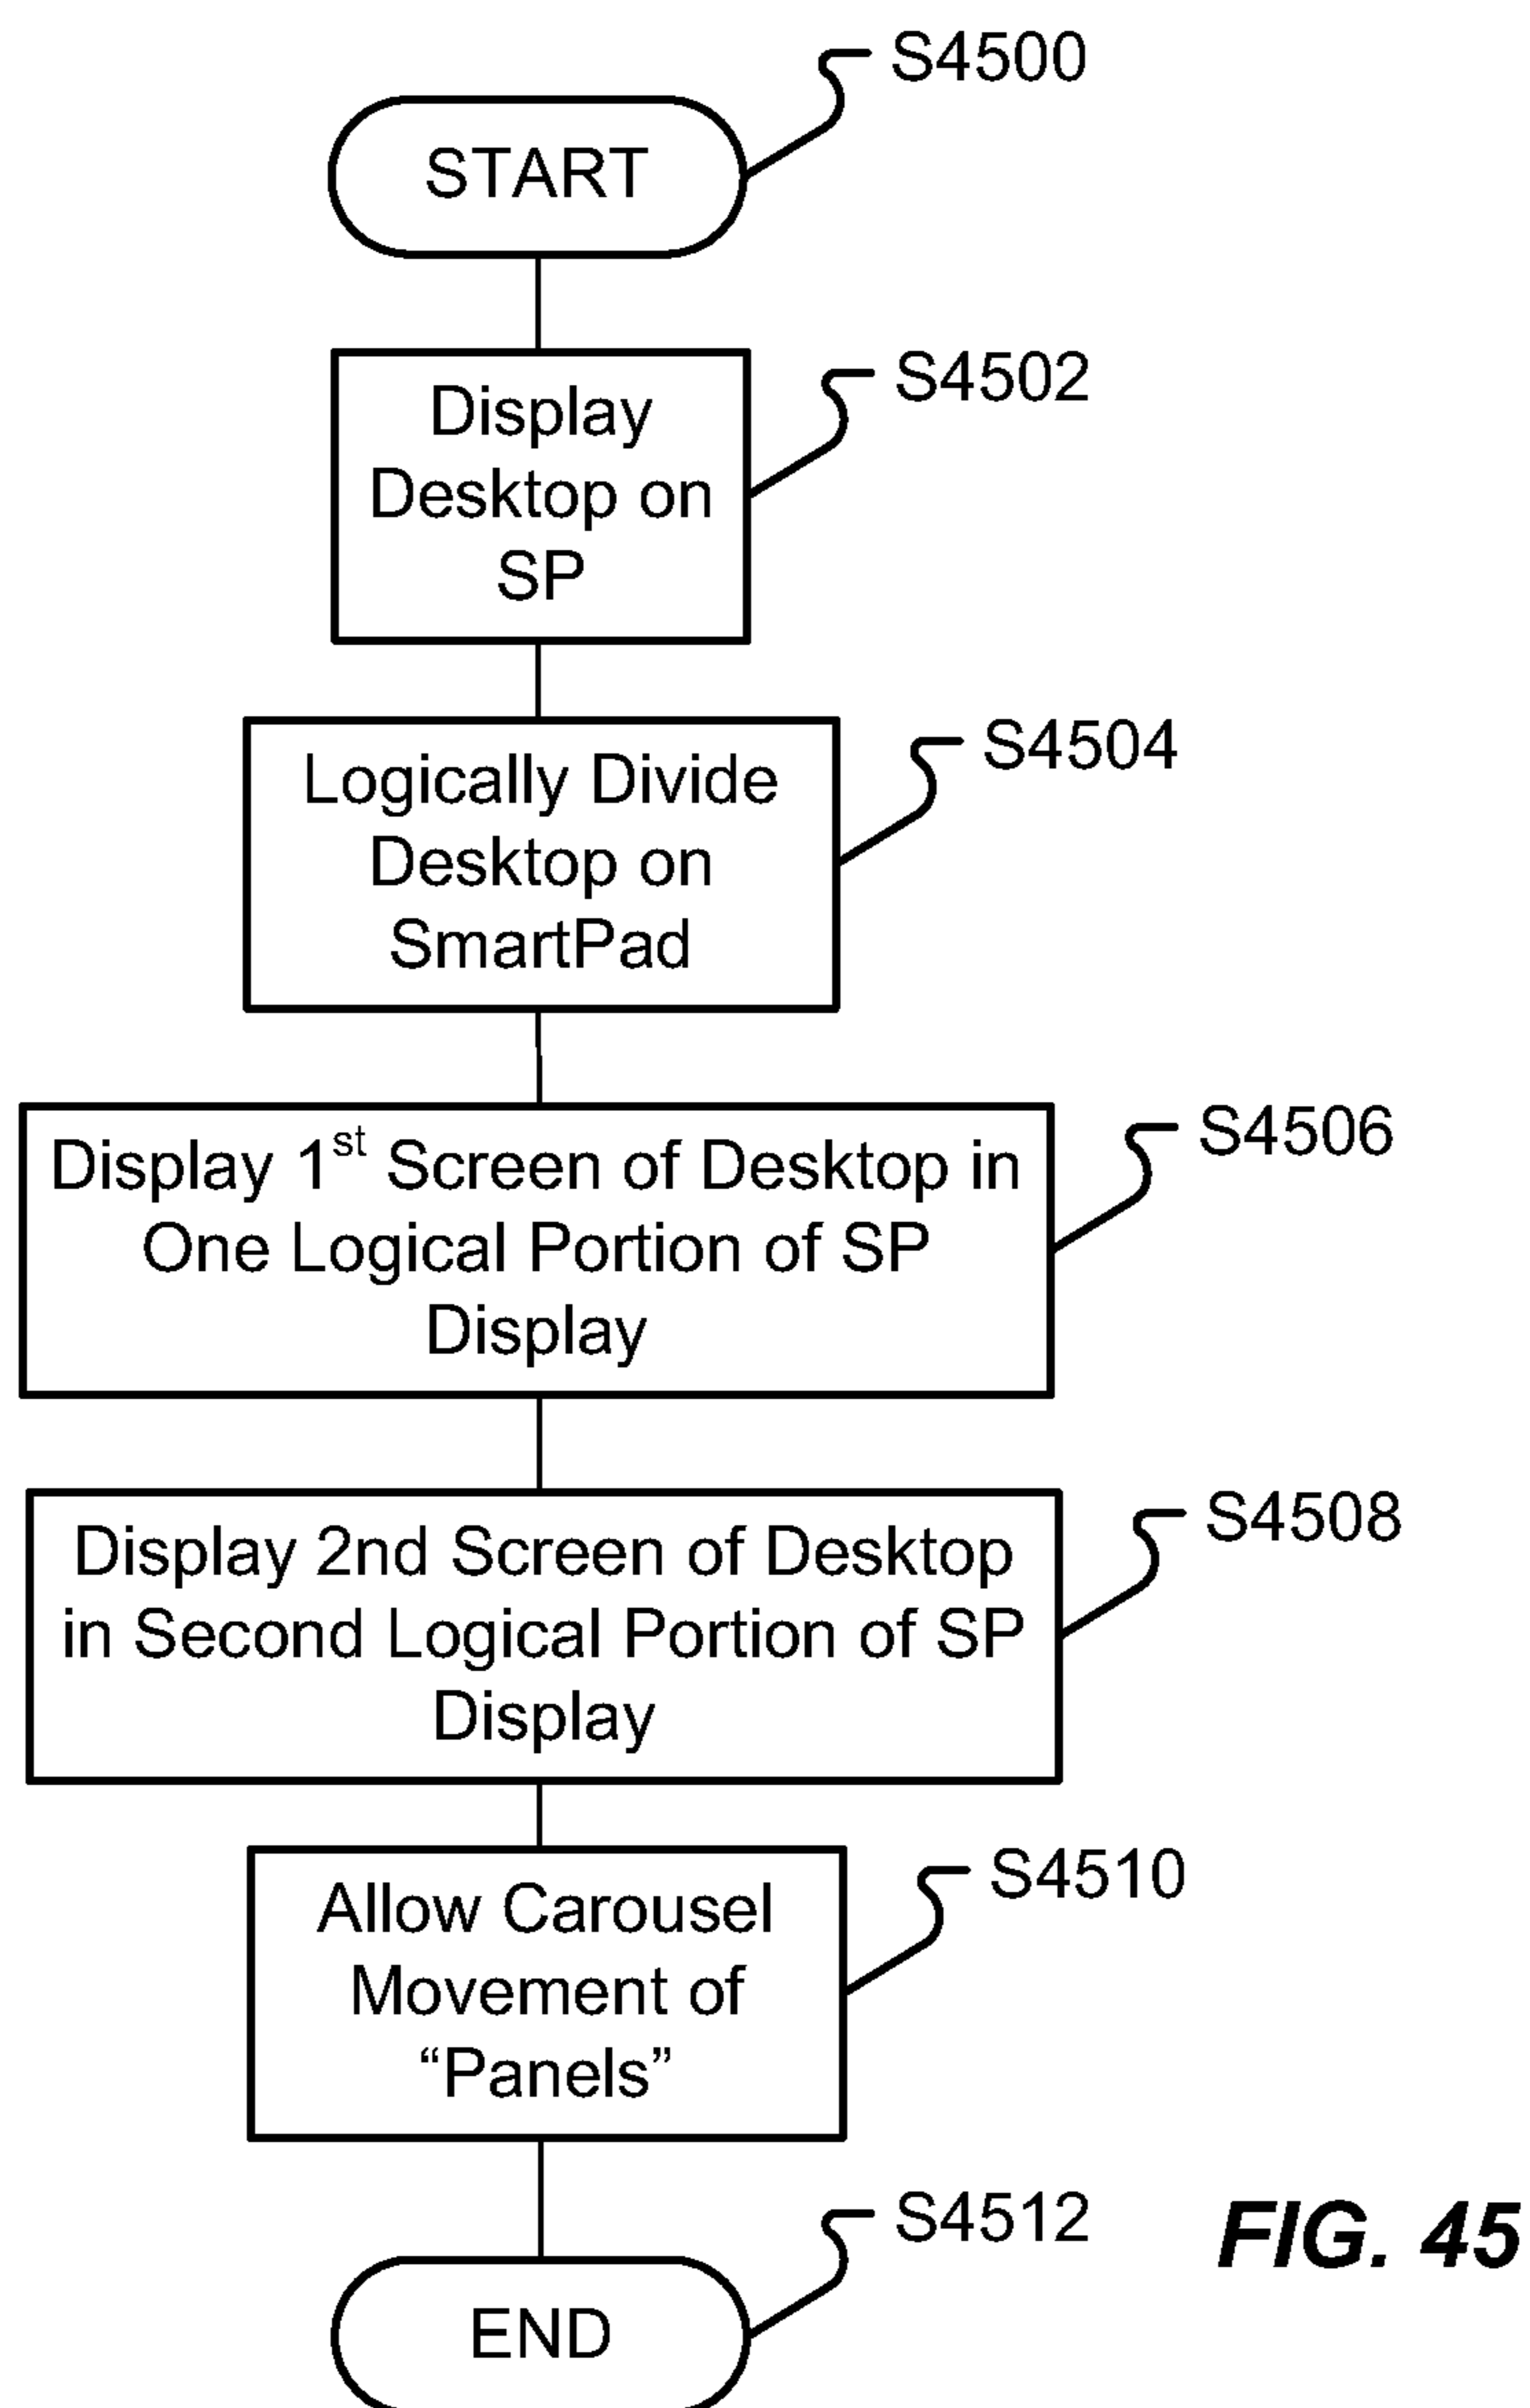 S4500
START
S4502
Display
Desktop on
SP
S4504
Logically Divide
Desktop on
SmartPad
S4506
Display 1st Screen of Desktop in
One Logical Portion of SP
Display
S4508
Display 2nd Screen of Desktop
in Second Logical Portion of SP
Display
S4510
Allow Carousel
Movement of
“Panels”
S4512
END
FIG. 45